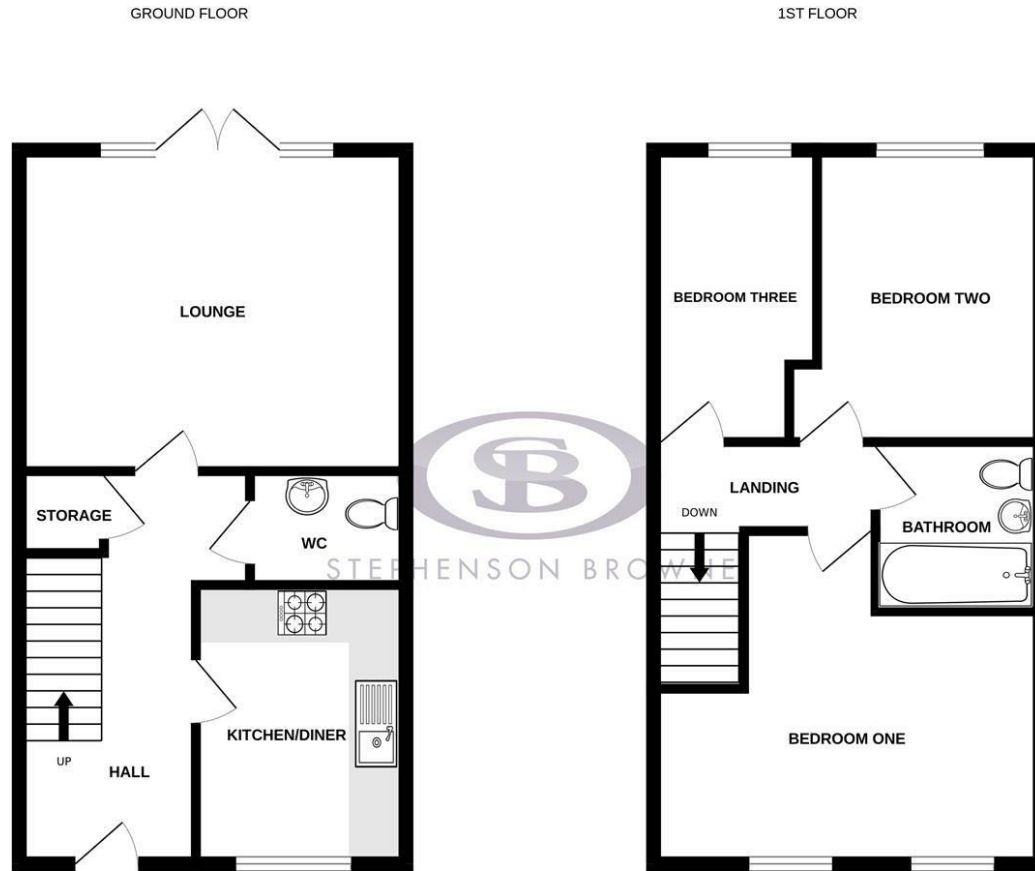 GROUND FLOOR
1ST FLOOR
LOUNGE
BEDROOM THREE
BEDROOM TWO
SB
STORAGE
WC
LANDING
DOWN
BATHROOM
STEPHENSON BROWNE
KITCHEN/DINER
BEDROOM ONE
UP
HALL